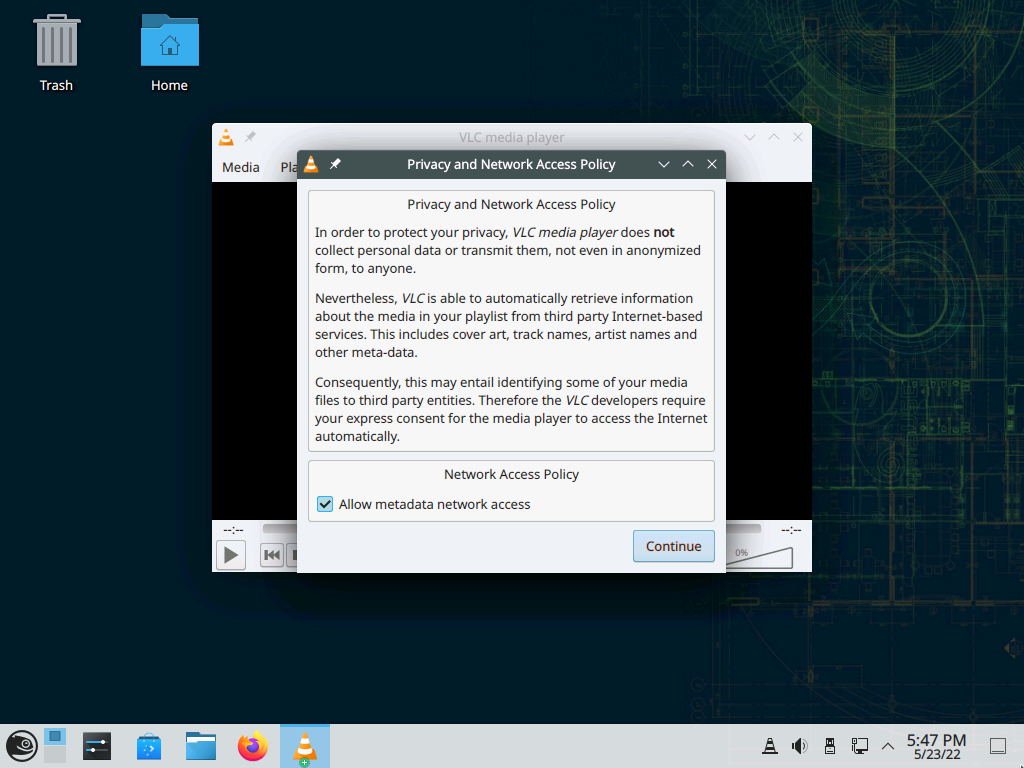 Trash
Home
VLC media player
Media
Pla
Privacy and Network Access Policy
Privacy and Network Access Policy
In order to protect your privacy, VLC media player does not
collect personal data or transmit them, not even in anonymized
form, to anyone.
Nevertheless, VLC is able to automatically retrieve information
about the media in your playlist from third party Internet-based
services. This includes cover art, track names, artist names and
other meta-data.
Consequently, this may entail identifying some of your media
files to third party entities. Therefore the VLC developers require
your express consent for the media player to access the Internet
automatically.
Network Access Policy
Allow metadata network access
--:--
--:--
Continue
0%
5:47 PM
5/23/22